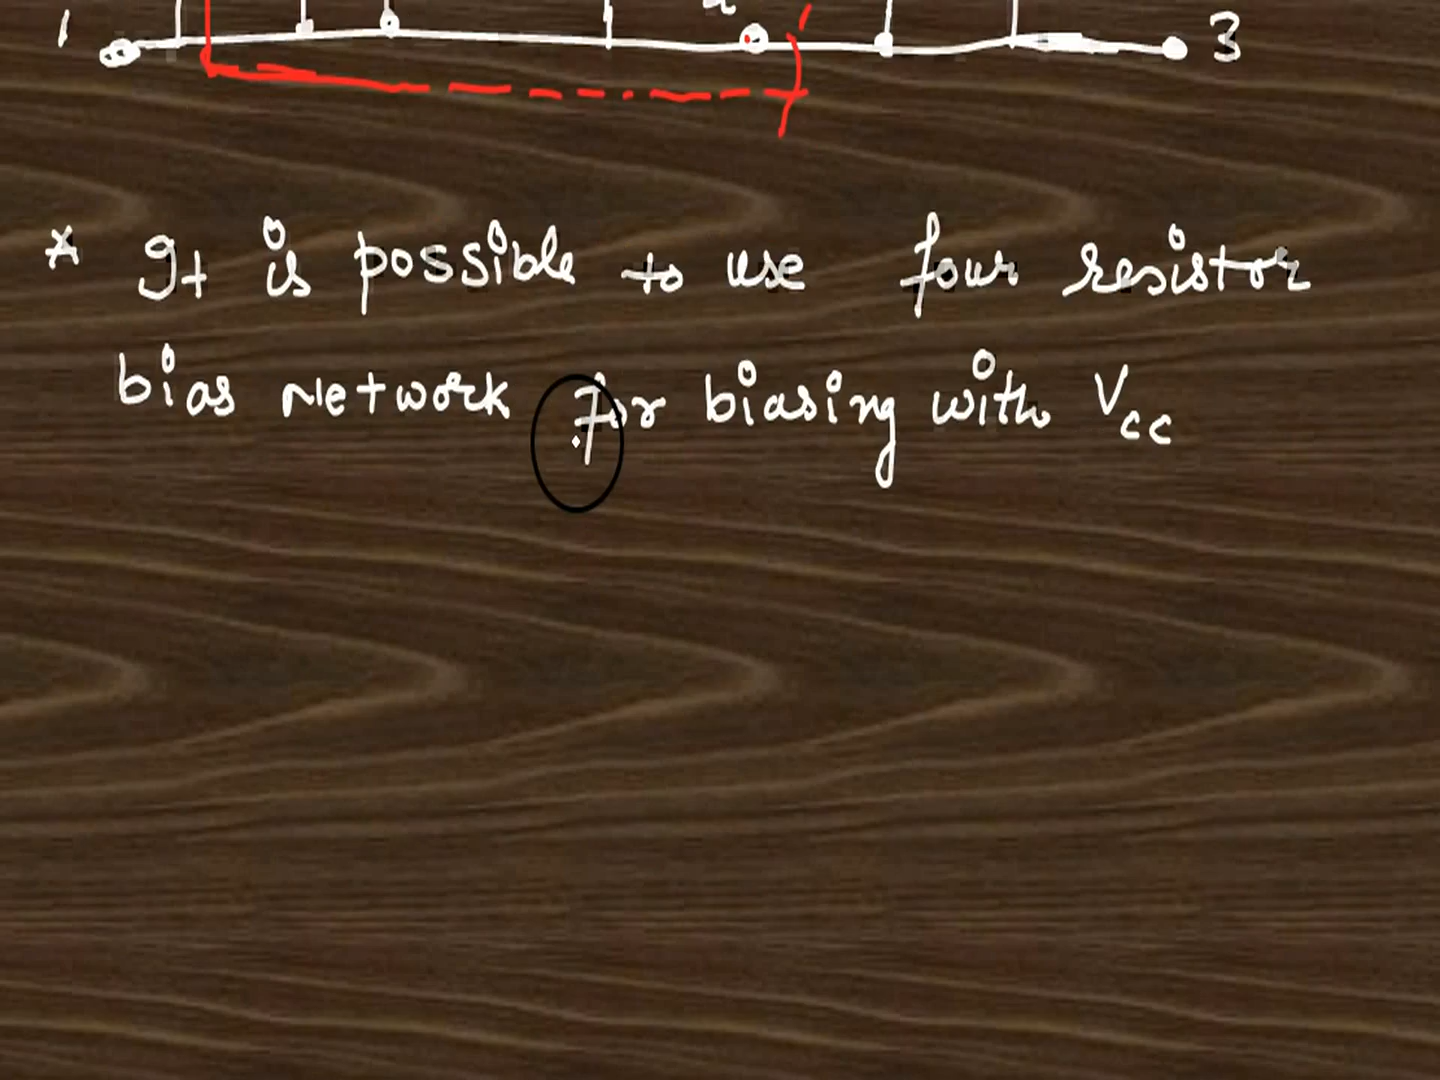 1 3
* It is possible to use four resistor
bias network for biasing with Vcc